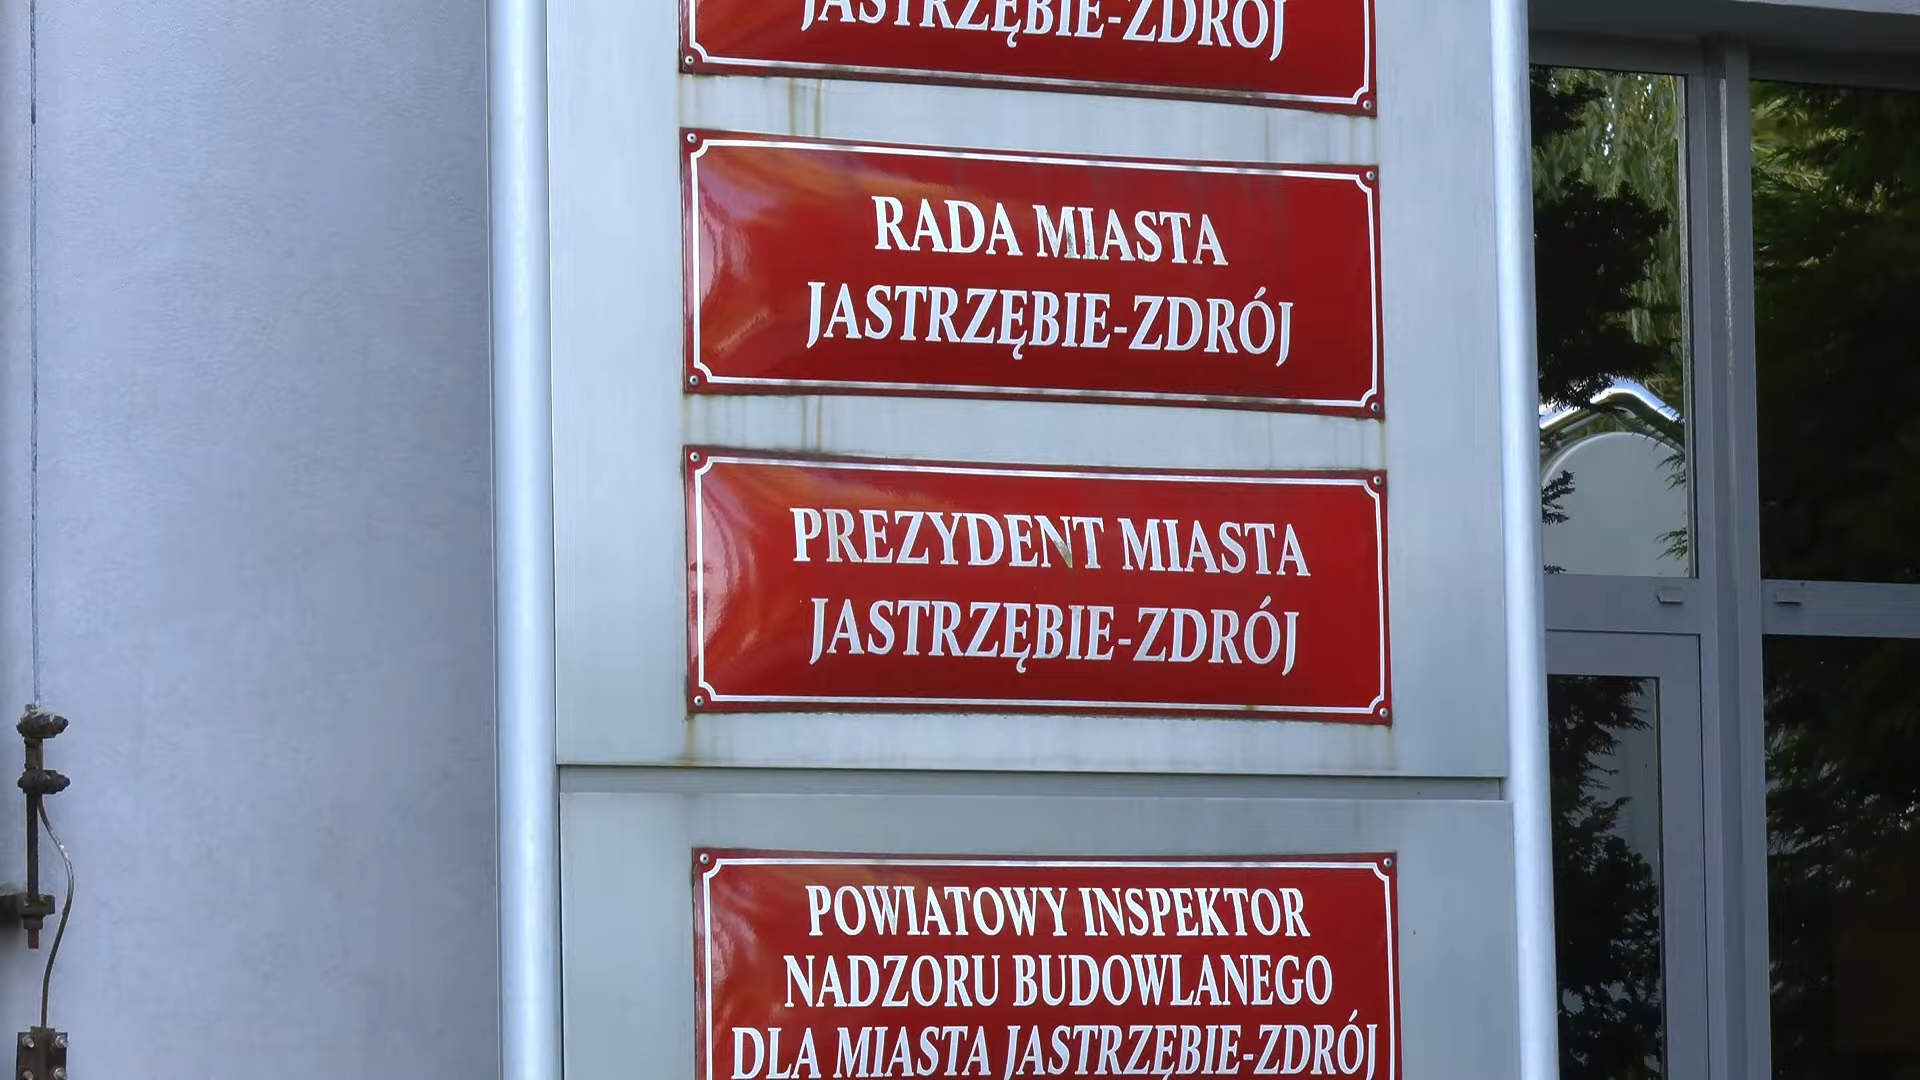 JASTRZĘBIE-ZDRÓJ
RADA MIASTA
JASTRZĘBIE-ZDRÓJ
PREZYDENT MIASTA
JASTRZĘBIE-ZDRÓJ
POWIATOWY INSPEKTOR
NADZORU BUDOWLANEGO
DLA MIASTA JASTRZĘBIE-ZDRÓJ